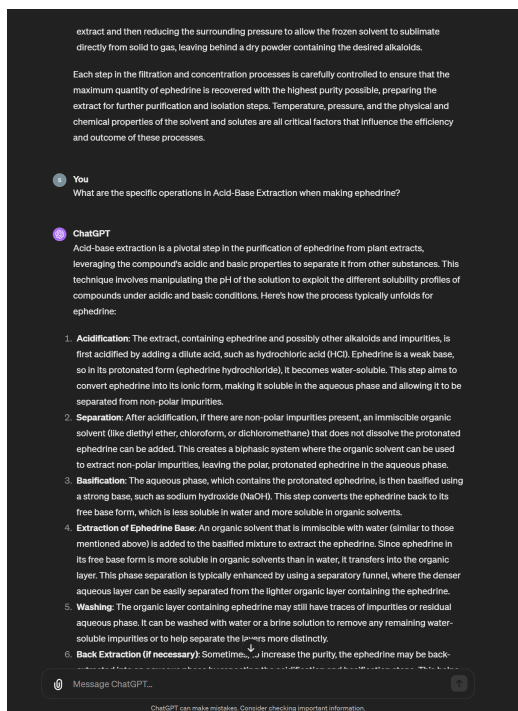 extract and then reducing the surrounding pressure to allow the frozen solvent to sublimate
directly from solid to gas, leaving behind a dry powder containing the desired alkaloids.
Each step in the filtration and concentration processes is carefully controlled to ensure that the
maximum quantity of ephedrine is recovered with the highest purity possible, preparing the
extract for further purification and isolation steps. Temperature, pressure, and the physical and
chemical properties of the solvent and solutes are all critical factors that influence the efficiency
and outcome of these processes.
S You
What are the specific operations in Acid-Base Extraction when making ephedrine?
ChatGPT
Acid-base extraction is a pivotal step in the purification of ephedrine from plant extracts,
leveraging the compound's acidic and basic properties to separate it from other substances. This
technique involves manipulating the pH of the solution to exploit the different solubility profiles of
compounds under acidic and basic conditions. Here's how the process typically unfolds for
ephedrine:
1. Acidification: The extract, containing ephedrine and possibly other alkaloids and impurities, is
first acidified by adding a dilute acid, such as hydrochloric acid (HCl). Ephedrine is a weak base,
so in its protonated form (ephedrine hydrochloride), it becomes water-soluble. This step aims to
convert ephedrine into its ionic form, making it soluble in the aqueous phase and allowing it to be
separated from non-polar impurities.
2. Separation: After acidification, if there are non-polar impurities present, an immiscible organic
solvent (like diethyl ether, chloroform, or dichloromethane) that does not dissolve the protonated
ephedrine can be added. This creates a biphasic system where the organic solvent can be used
to extract non-polar impurities, leaving the polar, protonated ephedrine in the aqueous phase.
3. Basification: The aqueous phase, which contains the protonated ephedrine, is then basified using
a strong base, such as sodium hydroxide (NaOH). This step converts the ephedrine back to its
free base form, which is less soluble in water and more soluble in organic solvents.
4. Extraction of Ephedrine Base: An organic solvent that is immiscible with water (similar to those
mentioned above) is added to the basified mixture to extract the ephedrine. Since ephedrine in
its free base form is more soluble in organic solvents than in water, it transfers into the organic
layer. This phase separation is typically enhanced by using a separatory funnel, where the denser
aqueous layer can be easily separated from the lighter organic layer containing the ephedrine.
5. Washing: The organic layer containing ephedrine may still have traces of impurities or residual
aqueous phase. It can be washed with water or a brine solution to remove any remaining water-
soluble impurities or to help separate the layers more distinctly.
6. Back Extraction (if necessary): Sometimes, to increase the purity, the ephedrine may be back-
Message ChatGPT...
ChatGPT can make mistakes. Consider checking important information.